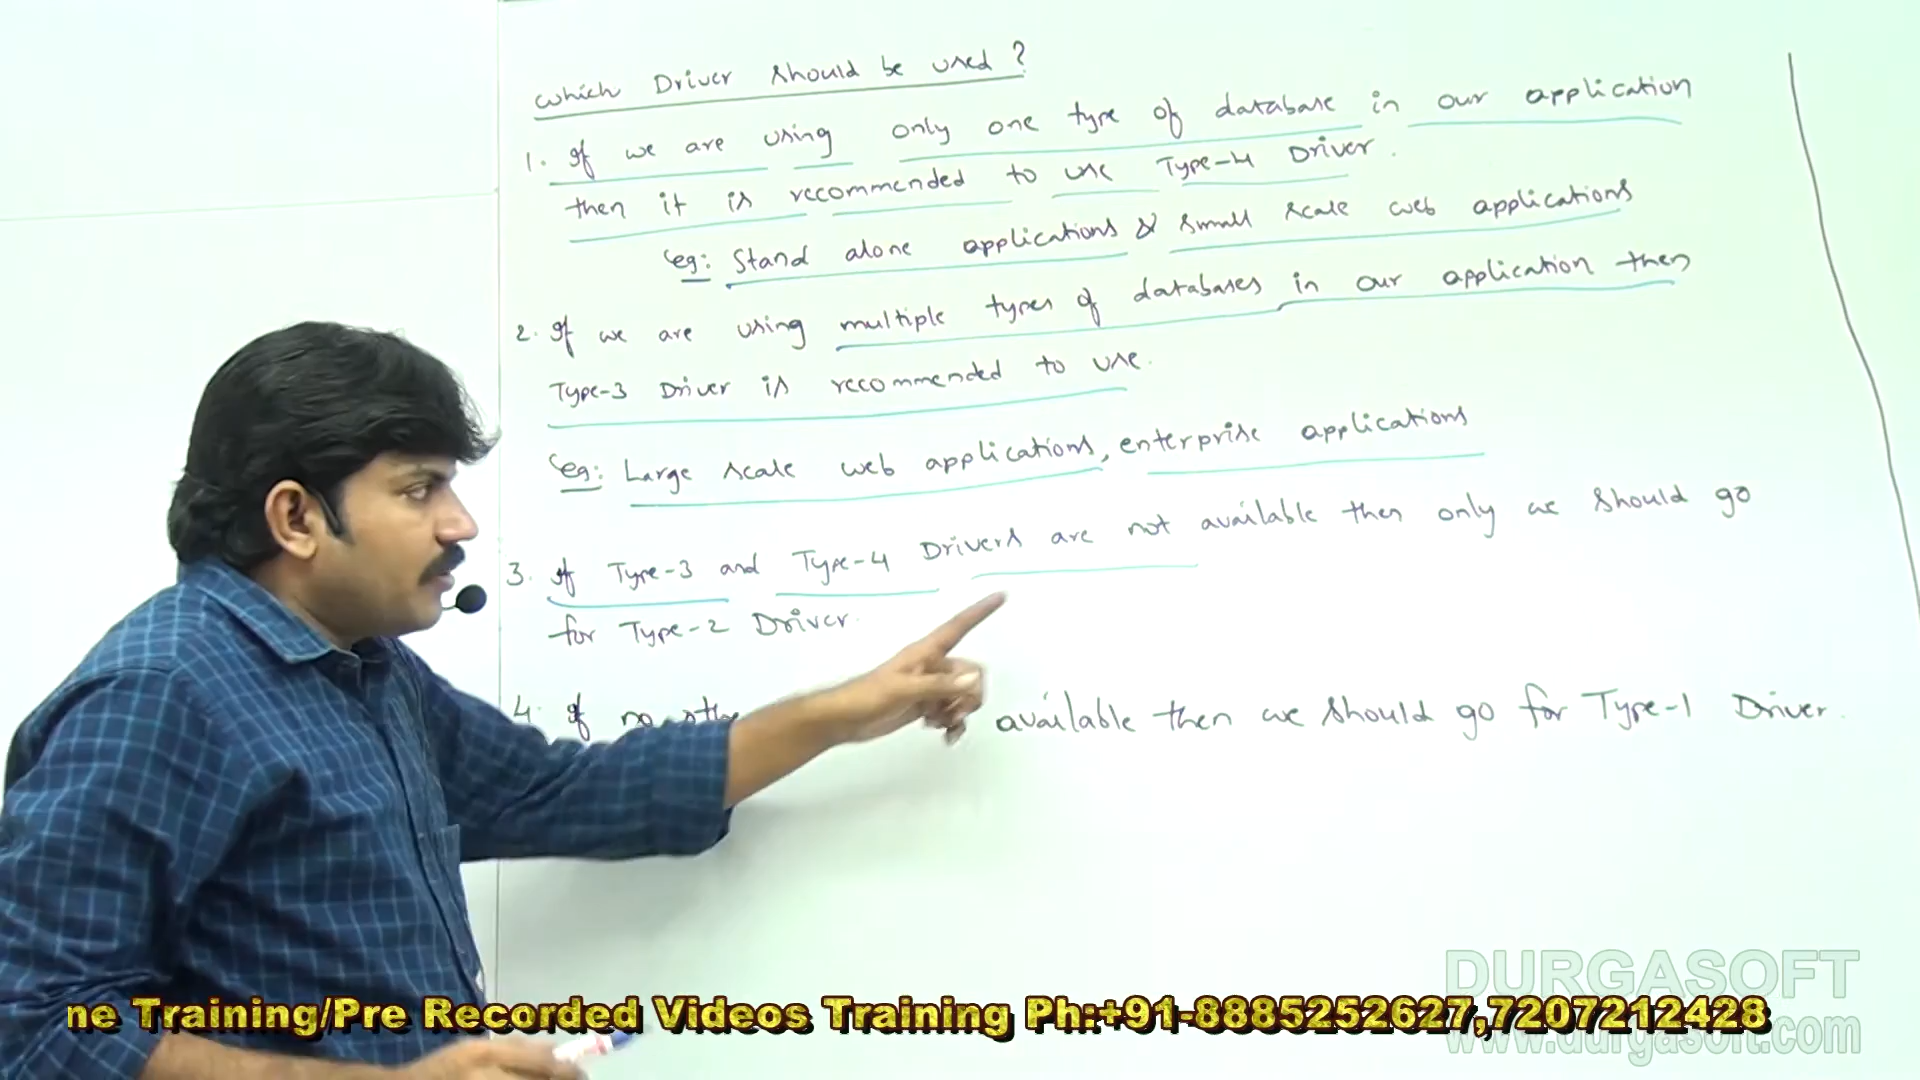 Which Driver should be used?
1. If we are using only one type of database in our application
then it is recommended to use Type-4 Driver.
eg: Stand alone applications & small scale web applications
2. If we are using multiple types of databases in our application then
Type-3 Driver is recommended to use.
eg: Large scale web applications, enterprise applications
3. If Type-3 and Type-4 Drivers are not available then only we should go
for Type-2 Driver.
4. If no available then we should go for Type-1 Driver.
DURGASOFT
ne Training/Pre Recorded Videos Training Ph:+91-8885252627,7207212428
www.durgasoft.com